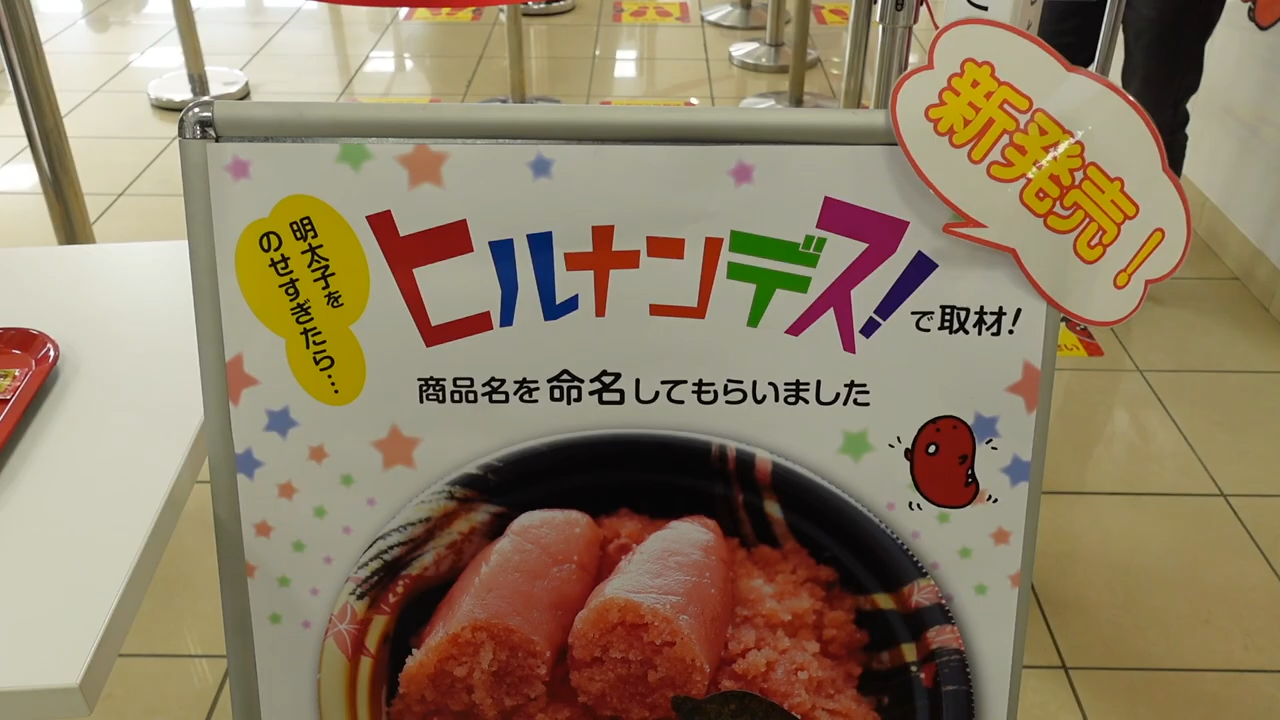 新発売！
明太子を
のせすぎたら…
ヒルナンデス！で取材！
商品名を命名してもらいました